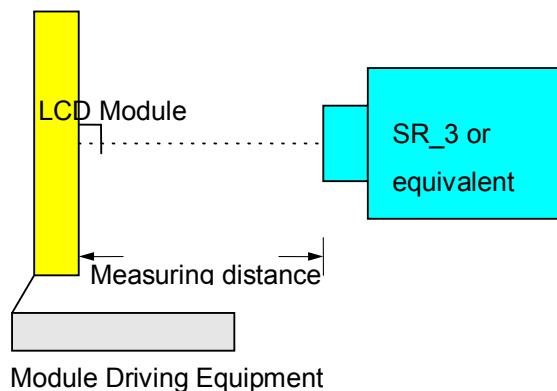 LCD Module
SR_3 or
equivalent
Measuring distance
Module Driving Equipment